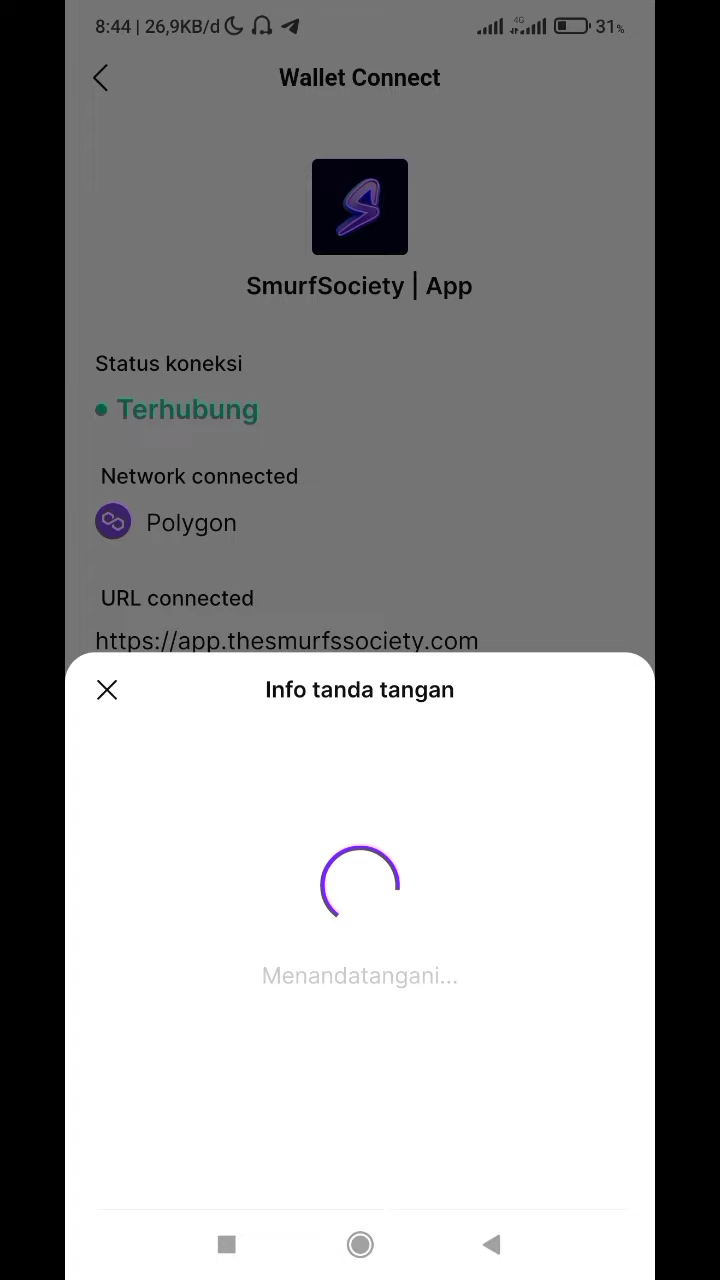 8:44 | 26,9KB/d
4G
31%
Wallet Connect
SmurfSociety | App
Status koneksi
Terhubung
Network connected
Polygon
URL connected
https://app.thesmurfssociety.com
Info tanda tangan
Menandatangani...